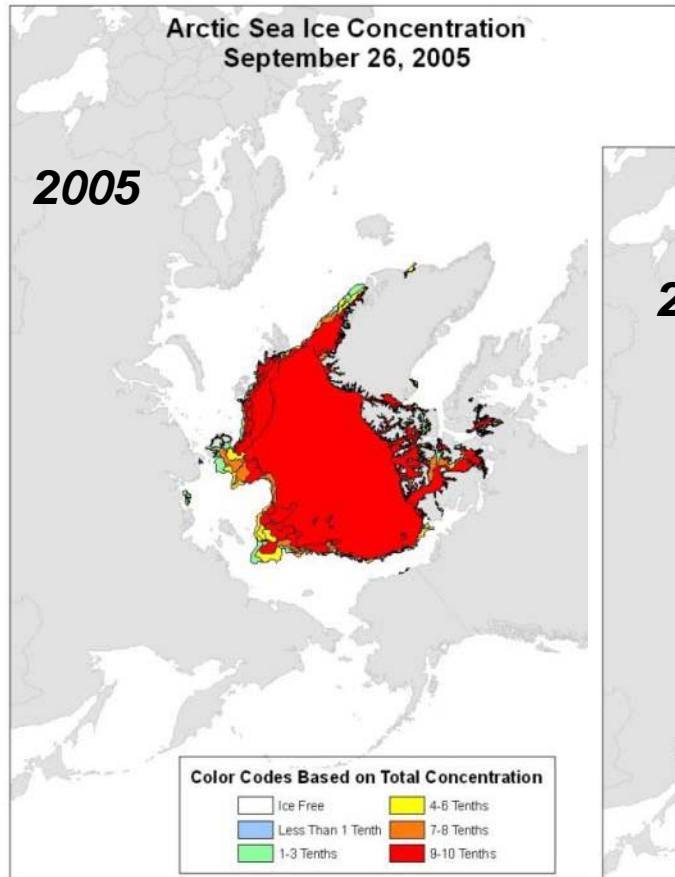 Arctic Sea Ice Concentration
September 26, 2005
2005
2
Color Codes Based on Total Concentration
Ice Free
4-6 Tenths
Less Than 1 Tenth
7-8 Tenths
1-3 Tenths
9-10 Tenths